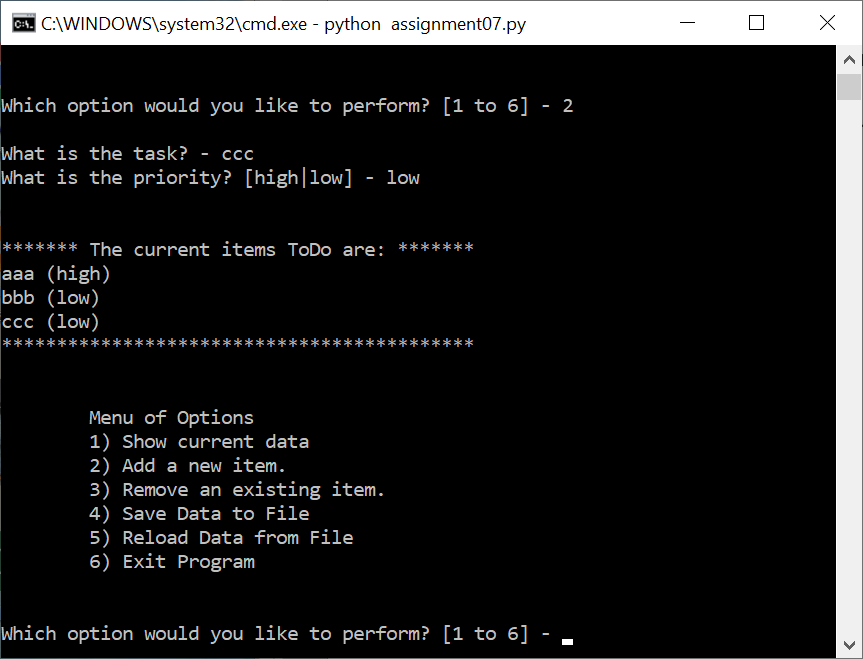 C:\WINDOWS\system32\cmd.exe - python  assignment07.py
Which option would you like to perform? [1 to 6] - 2
What is the task? - ccc
What is the priority? [high|low] - low
******* The current items ToDo are: *******
aaa (high)
bbb (low)
ccc (low)
*******************************************
Menu of Options
1) Show current data
2) Add a new item.
3) Remove an existing item.
4) Save Data to File
5) Reload Data from File
6) Exit Program
Which option would you like to perform? [1 to 6] - _